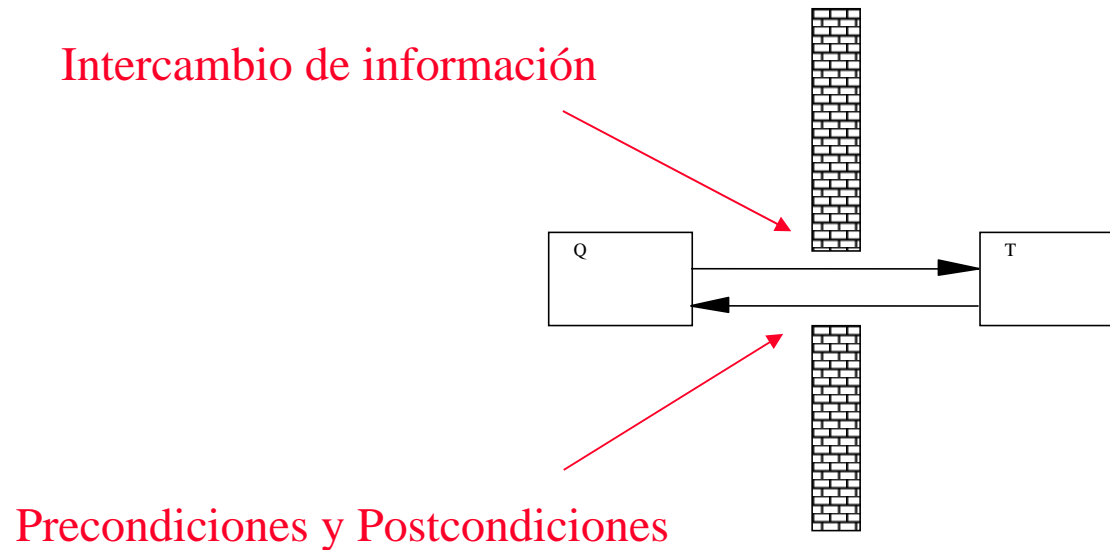 Intercambio de información
Q
T
Precondiciones y Postcondiciones